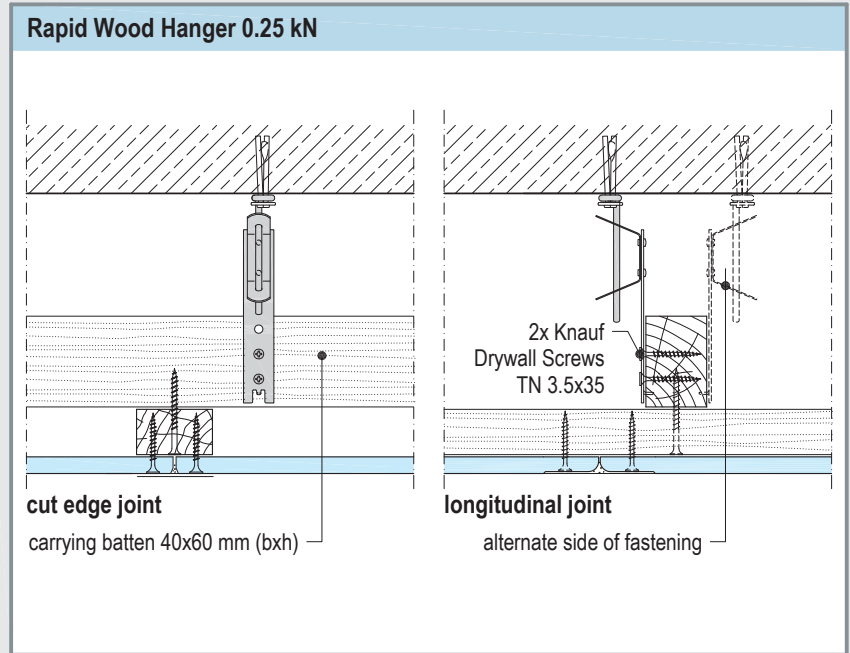 Rapid Wood Hanger 0.25 kN
2x Knauf
Drywall Screws
TN 3.5x35
cut edge joint
carrying batten 40x60 mm (bxh)
longitudinal joint
alternate side of fastening